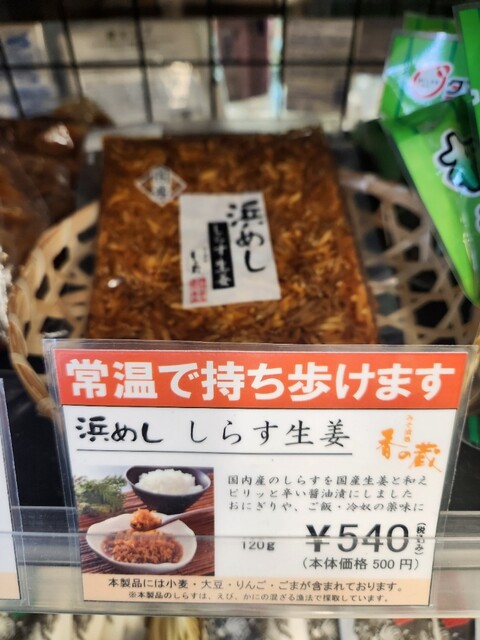 浜めし
しらす生姜
常温で持ち歩けます
浜めし しらす生姜
香の蔵
国内産のしらすを国産生姜と和え
ピリッと辛い醤油漬にしました
おにぎりや、ご飯・冷奴の薬味に
120g ¥540(税込み)
(本体価格500円)
本製品には小麦・大豆・りんご・ごまが含まれております。
※本製品のしらすは、えび、かにの混ざる漁法で採取しています。